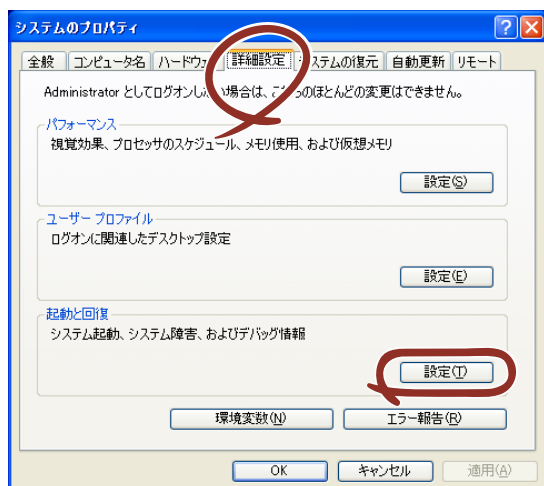 システムのプロパティ
全般 コンピュータ名 ハードウェア 詳細設定 システムの復元 自動更新 リモート
Administrator としてログオンしない場合は、これらのほとんどの変更はできません。
パフォーマンス
視覚効果、プロセッサのスケジュール、メモリ使用、および仮想メモリ
設定(S)
ユーザー プロファイル
ログオンに関連したデスクトップ設定
設定(E)
起動と回復
システム起動、システム障害、およびデバッグ情報
設定(T)
環境変数(N) エラー報告(R)
OK キャンセル 適用(A)